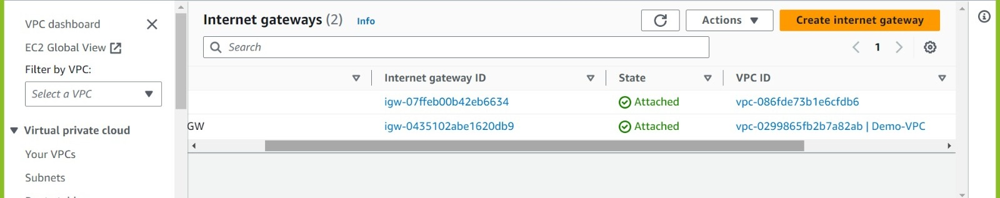 VPC dashboard
EC2 Global View
Filter by VPC:
Select a VPC
Virtual private cloud
Your VPCs
Subnets
Internet gateways (2) Info
Actions
Create internet gateway
Search
1
Internet gateway ID State VPC ID
igw-07ffeb00b42eb6634 Attached vpc-086fde73b1e6cfdb6
GW igw-0435102abe1620db9 Attached vpc-0299865fb2b7a82ab | Demo-VPC